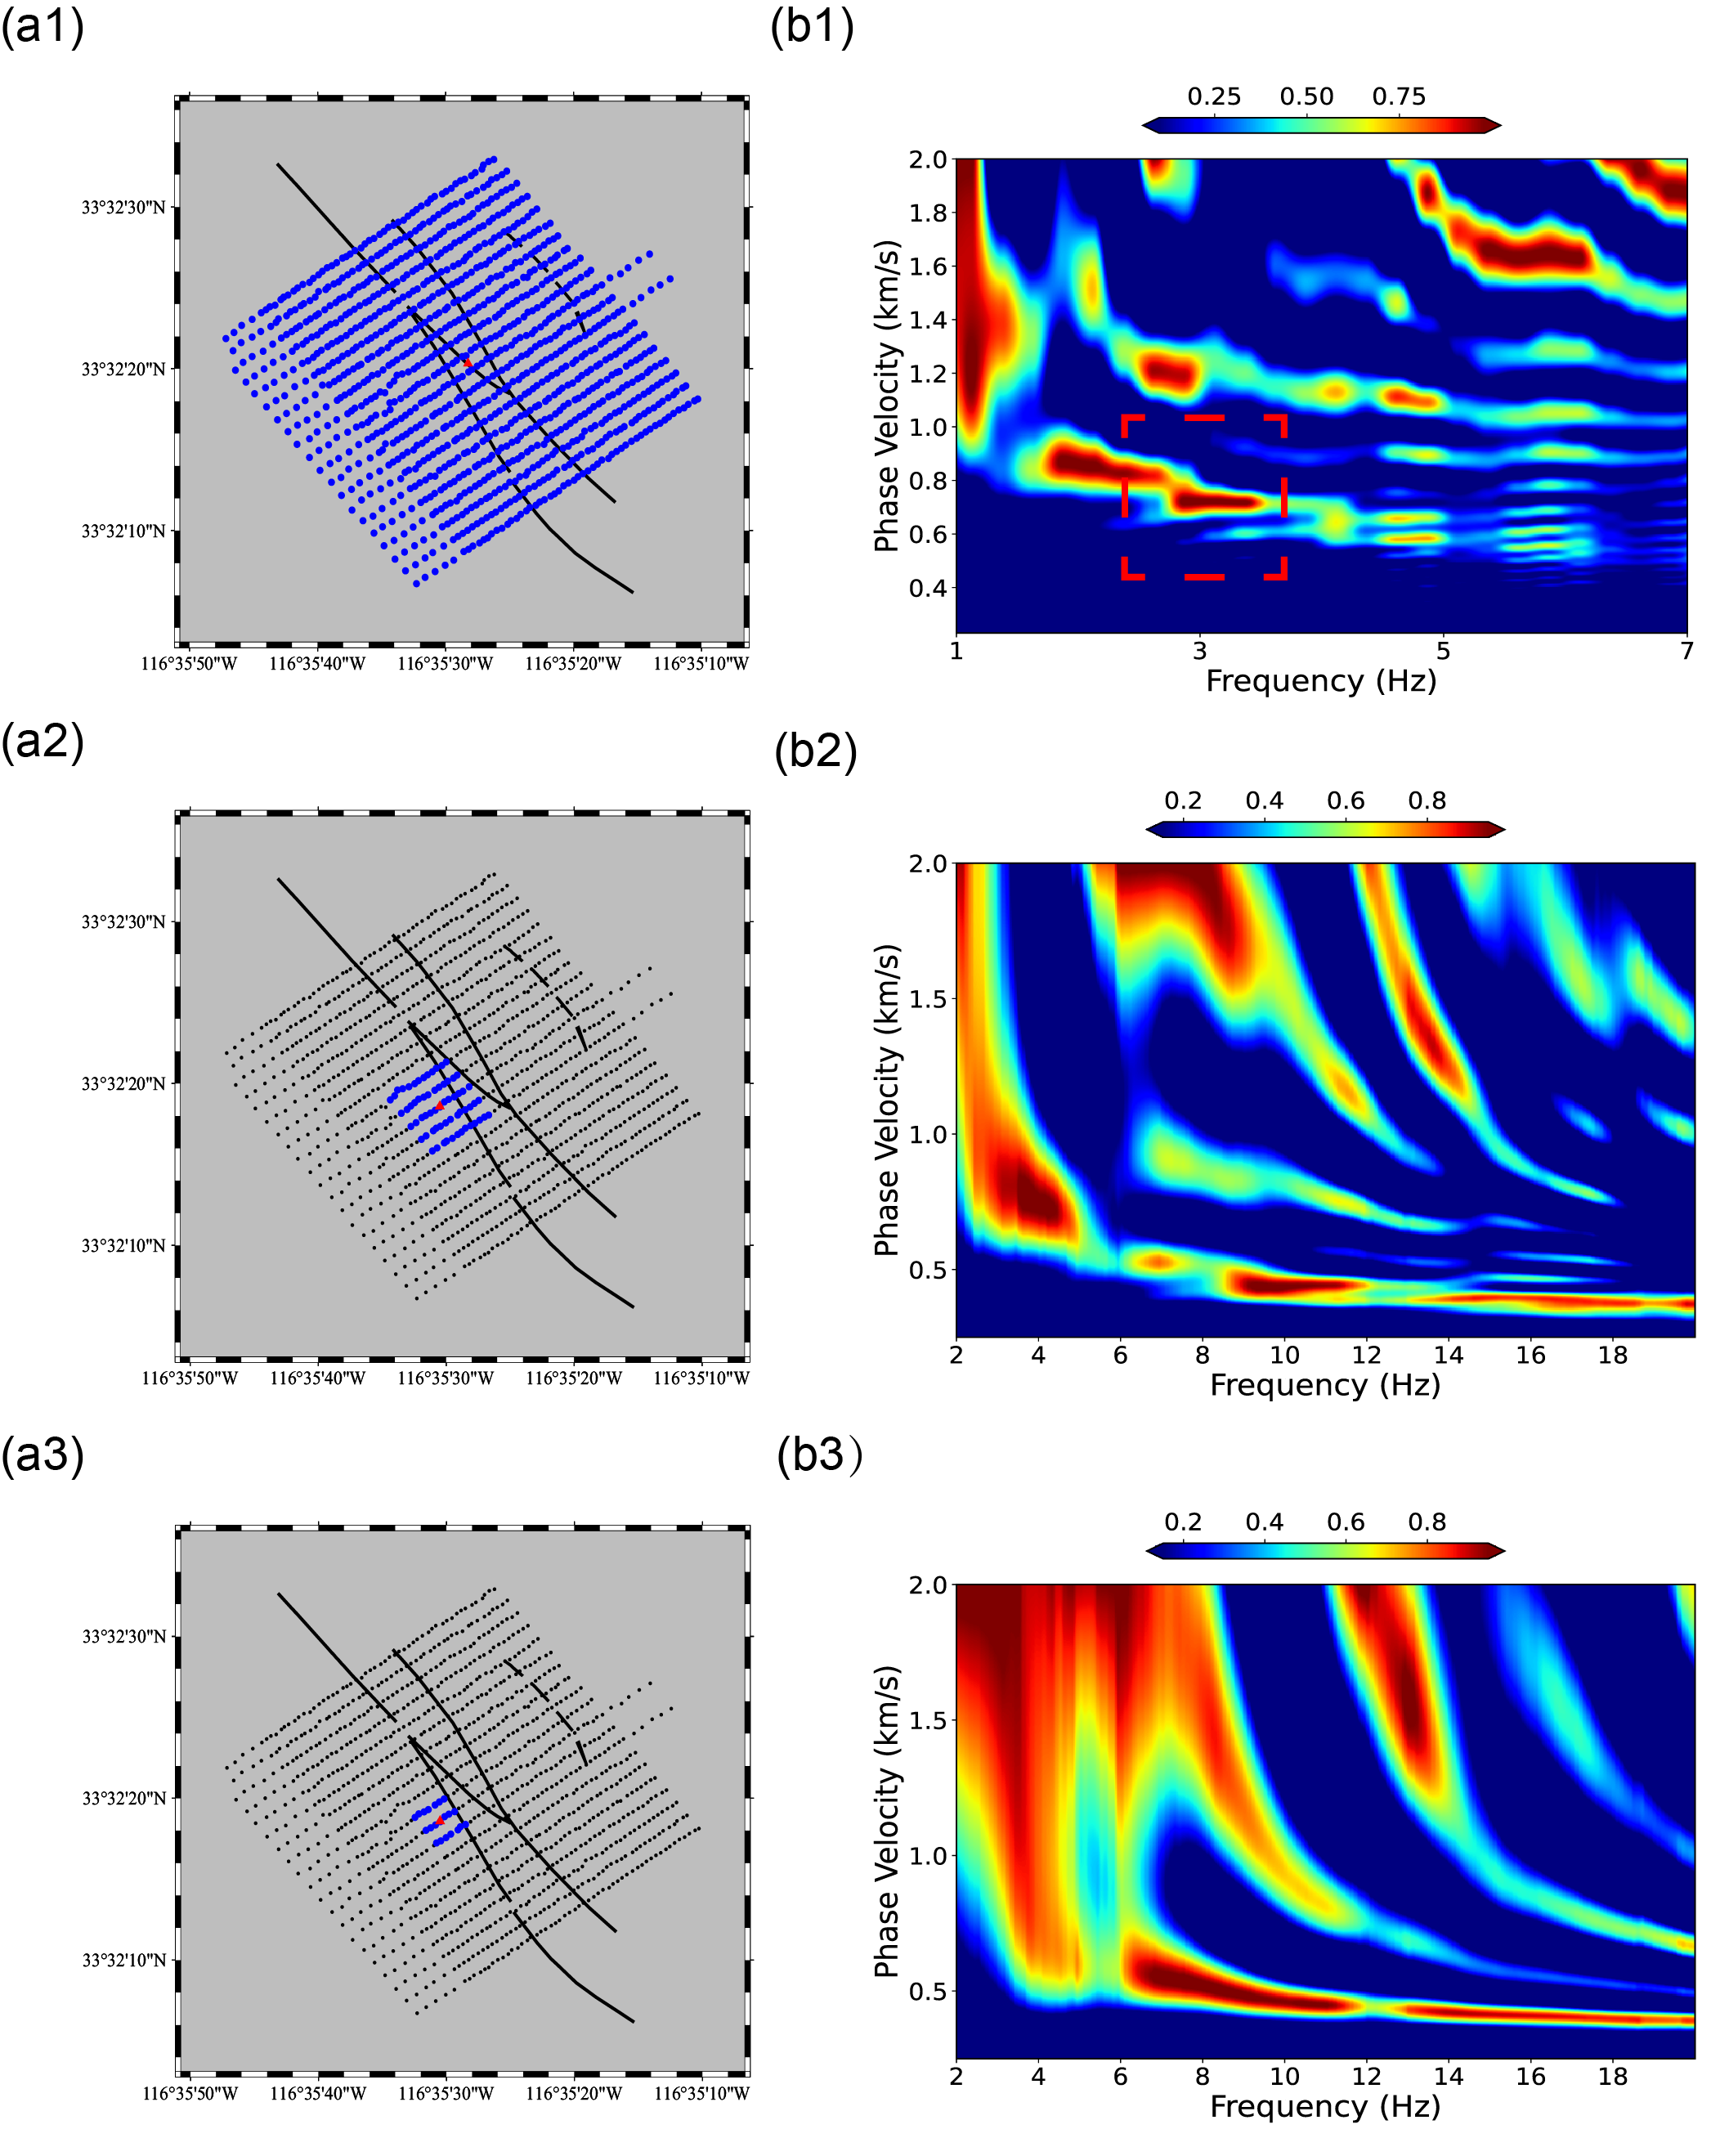 (a1)
(b1)
0.25 0.50 0.75
33°32'30"N
33°32'20"N
33°32'10"N
116°35'50"W 116°35'40"W 116°35'30"W 116°35'20"W 116°35'10"W
Phase Velocity (km/s)
2.0
1.8
1.6
1.4
1.2
1.0
0.8
0.6
0.4
1 3 5 7
Frequency (Hz)
(a2)
(b2)
0.2 0.4 0.6 0.8
33°32'30"N
33°32'20"N
33°32'10"N
116°35'50"W 116°35'40"W 116°35'30"W 116°35'20"W 116°35'10"W
Phase Velocity (km/s)
2.0
1.5
1.0
0.5
2 4 6 8 10 12 14 16 18
Frequency (Hz)
(a3)
(b3）
0.2 0.4 0.6 0.8
33°32'30"N
33°32'20"N
33°32'10"N
116°35'50"W 116°35'40"W 116°35'30"W 116°35'20"W 116°35'10"W
Phase Velocity (km/s)
2.0
1.5
1.0
0.5
2 4 6 8 10 12 14 16 18
Frequency (Hz)